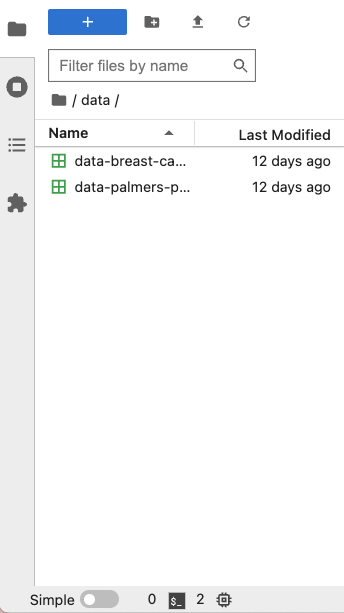 +
Filter files by name
/ data /
Name Last Modified
data-breast-ca... 12 days ago
data-palmers-p... 12 days ago
Simple 0 $_ 2